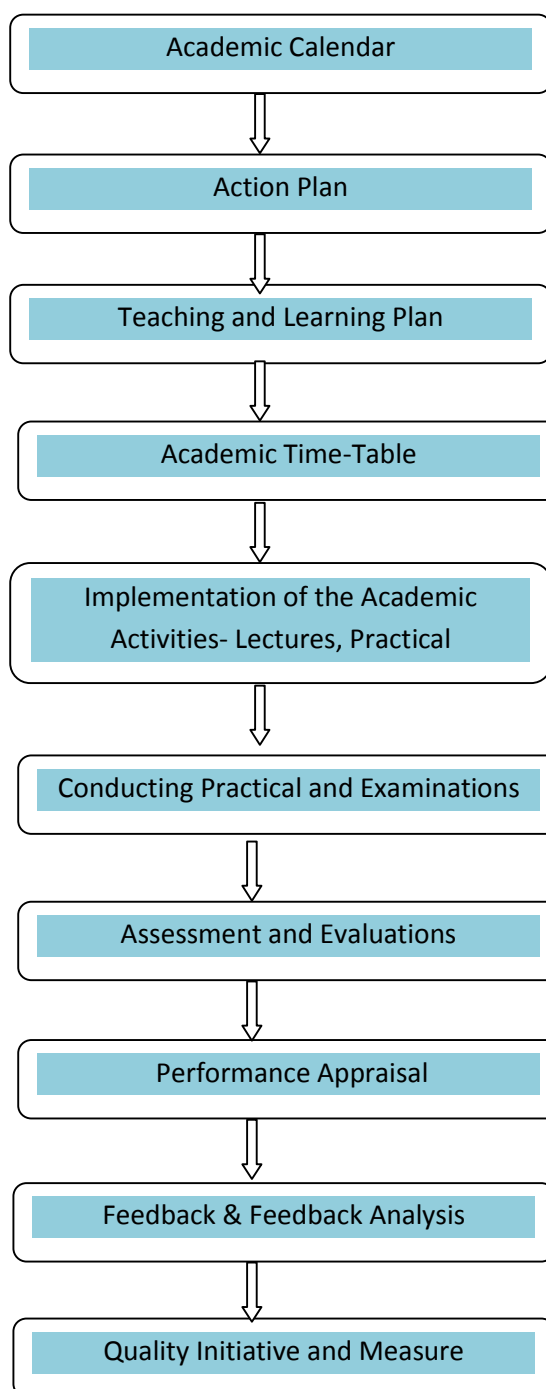 Academic Calendar
Action Plan
Teaching and Learning Plan
Academic Time-Table
Implementation of the Academic
Activities- Lectures, Practical
Conducting Practical and Examinations
Assessment and Evaluations
Performance Appraisal
Feedback & Feedback Analysis
Quality Initiative and Measure